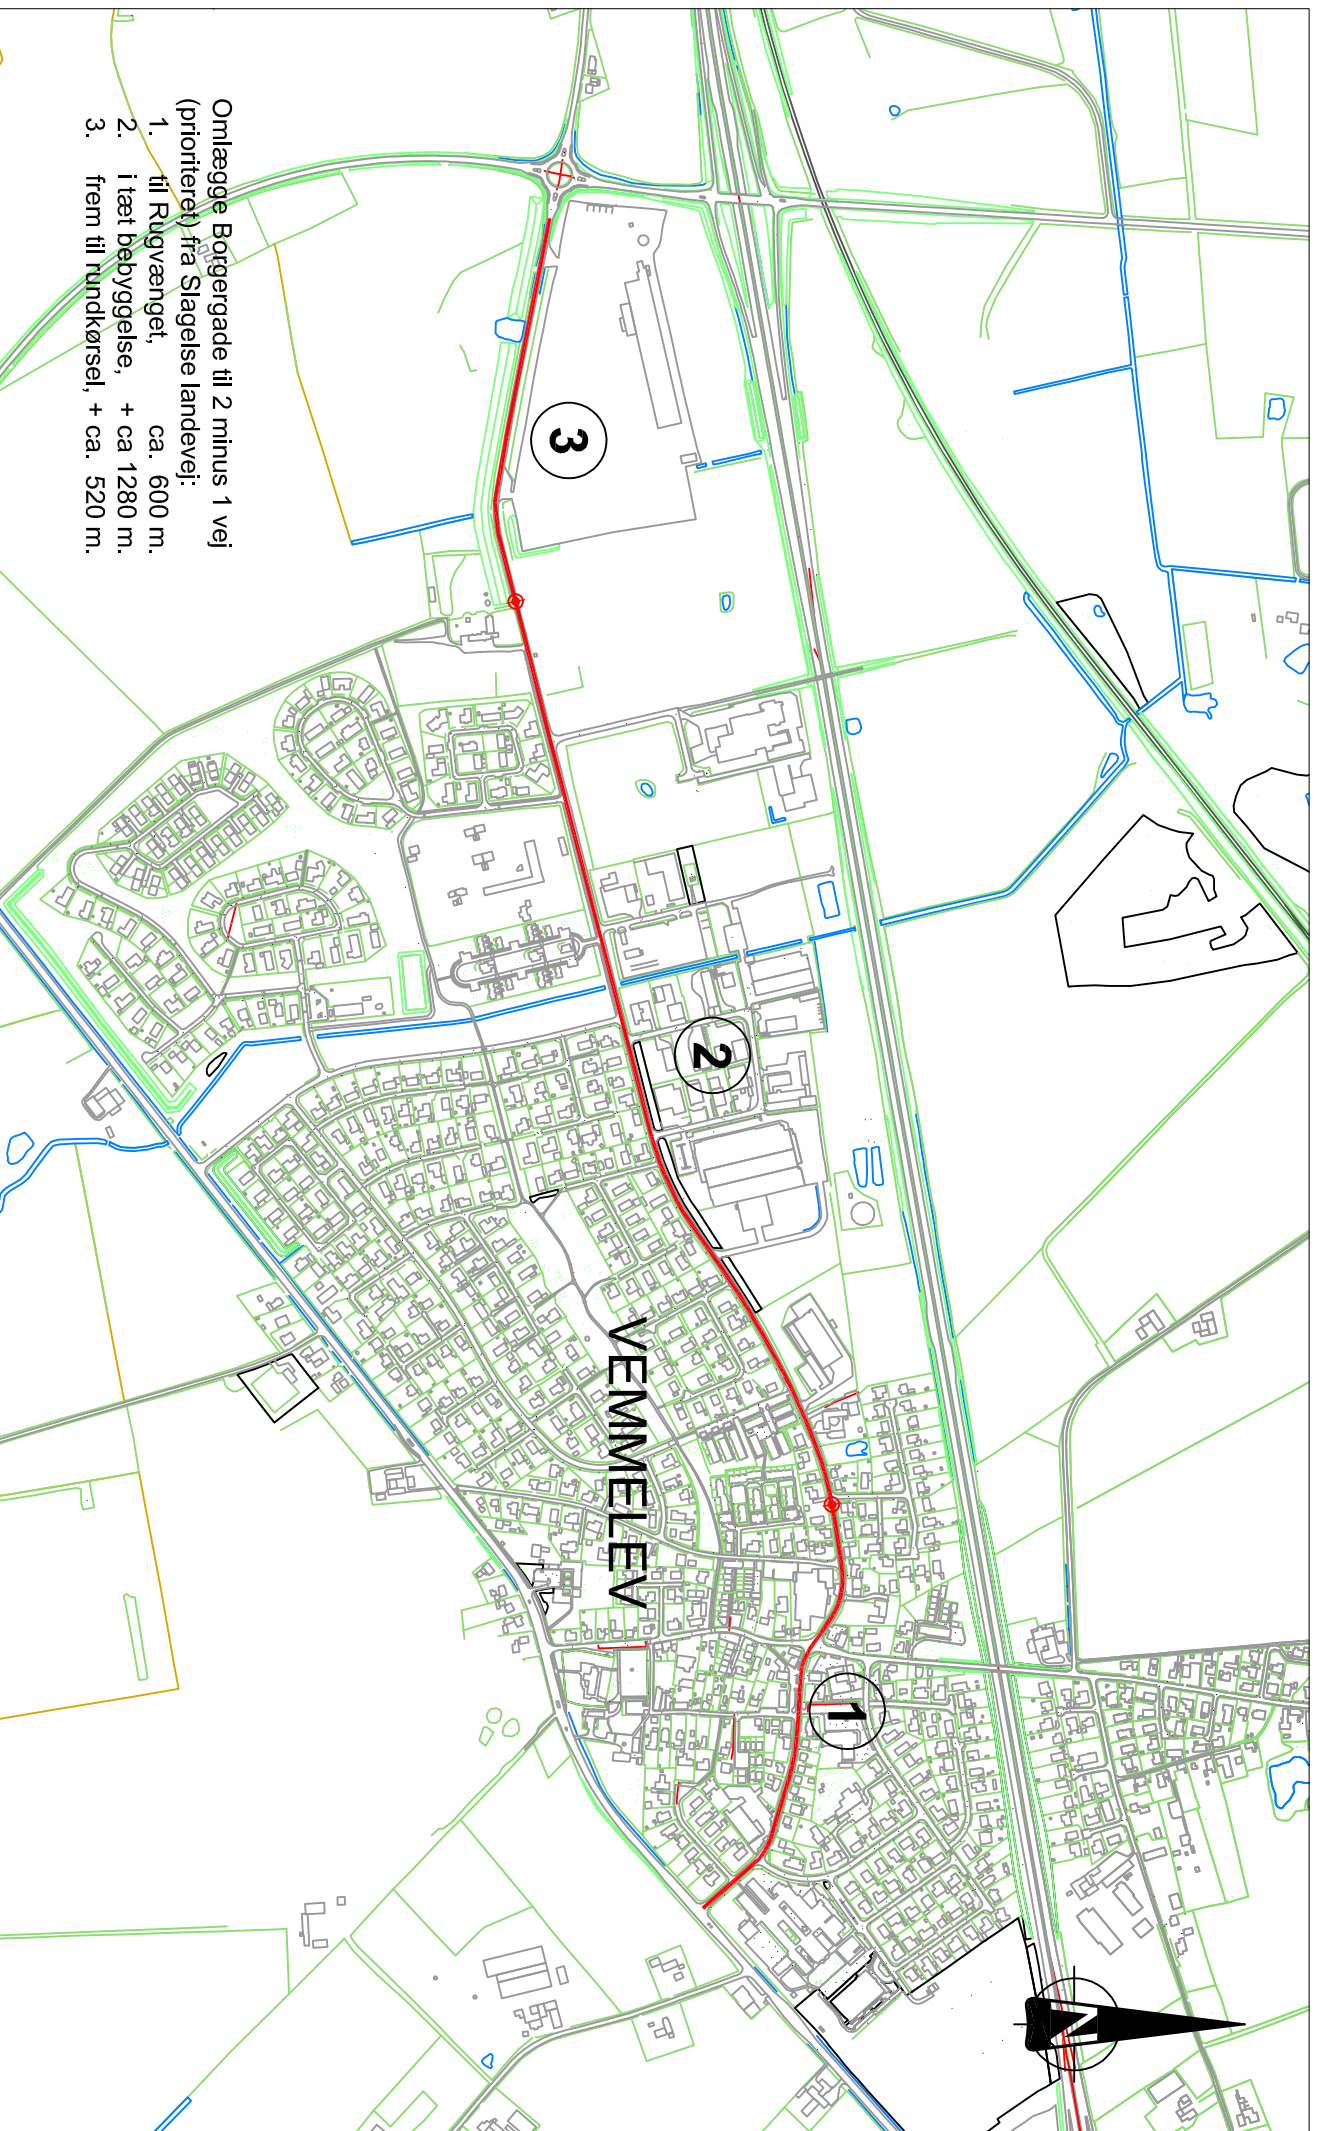 Omlægge Borgergade til 2 minus 1 vej
(prioriteret) fra Slagelse landevej:
1. til Rugvænget, ca. 600 m.
2. i tæt bebyggelse, + ca 1280 m.
3. frem til rundkørsel, + ca. 520 m.
3
2
VEMMELEV
1
N